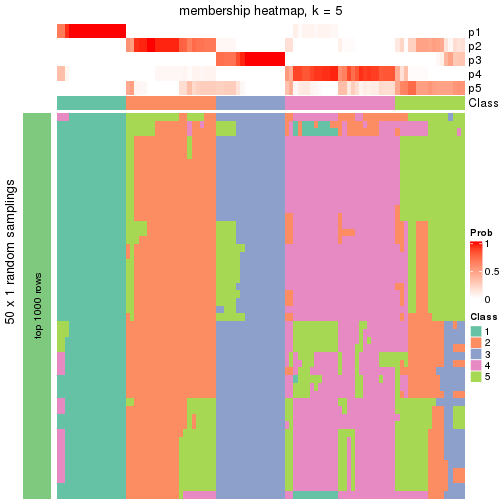 membership heatmap, k = 5
p1
p2
p3
p4
p5
Class
50 x 1 random samplings
top 1000 rows
Prob
1
0.5
0
Class
1
2
3
4
5